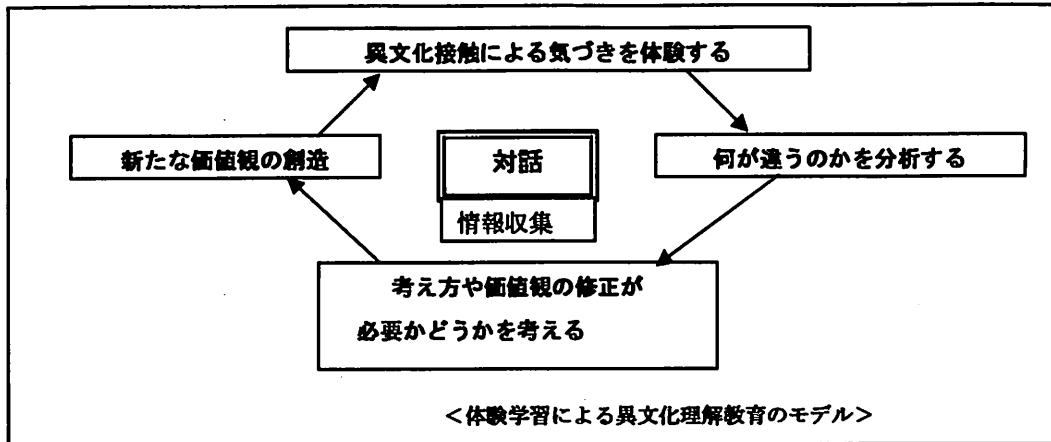 異文化接触による気づきを体験する
新たな価値観の創造
対話
何が違うのかを分析する
情報収集
考え方や価値観の修正が
必要かどうかを考える
＜体験学習による異文化理解教育のモデル＞